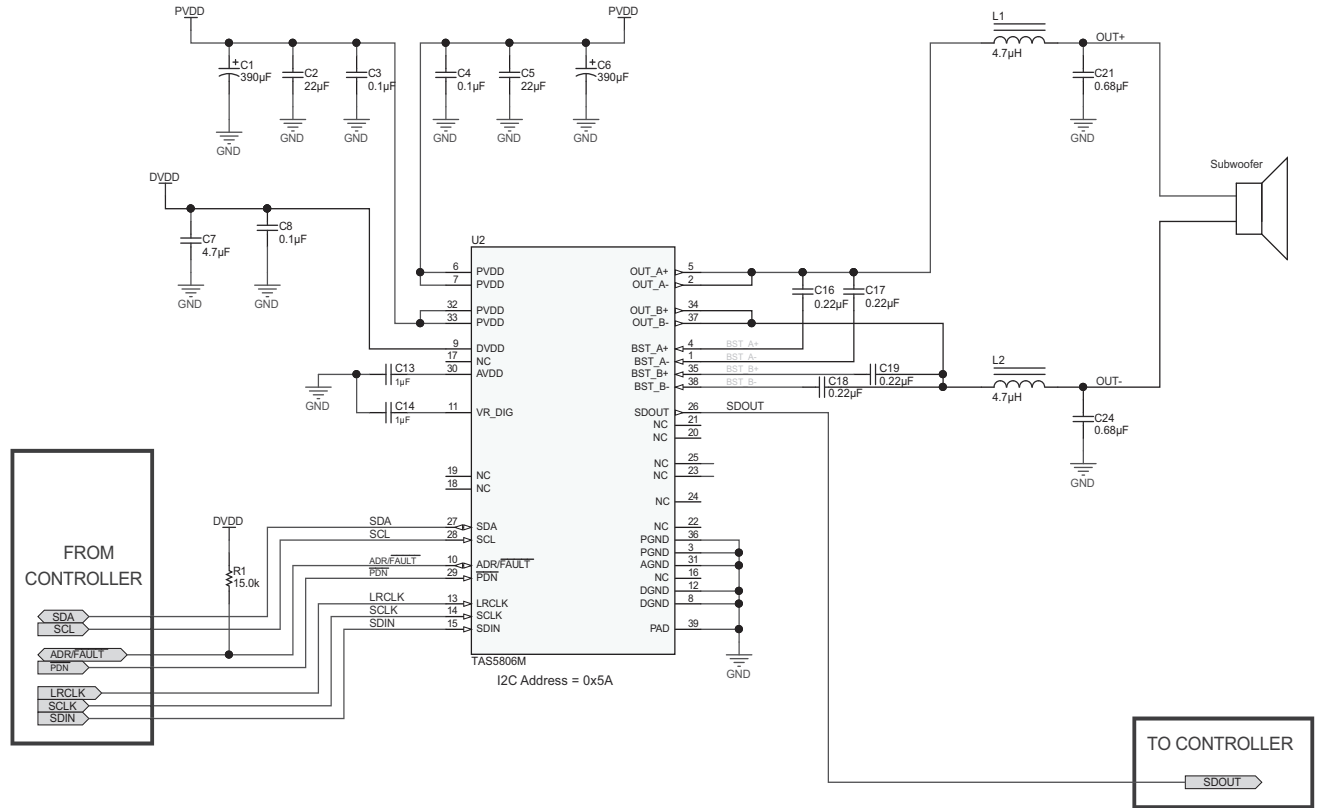 PVDD
PVDD
L1
4.7µH
OUT+
+ C1
390µF
C2
22µF
C3
0.1µF
C4
0.1µF
C5
22µF
+ C6
390µF
C21
0.68µF
GND
GND
GND
GND
GND
GND
GND
Subwoofer
DVDD
C7
4.7µF
C8
0.1µF
GND
GND
U2
6 PVDD
7 PVDD
32 PVDD
33 PVDD
9 DVDD
17 NC
30 AVDD
11 VR_DIG
19 NC
18 NC
27 SDA
28 SCL
10 ADR/FAULT
29 PDN
13 LRCLK
14 SCLK
15 SDIN
OUT_A+ 5
OUT_A- 2
OUT_B+ 34
OUT_B- 37
BST_A+ 4 BST_A+
BST_A- 1 BST_A-
BST_B+ 35 BST_B+
BST_B- 38 BST_B-
SDOUT 26 SDOUT
NC 21
NC 20
NC 25
NC 23
NC 24
NC 22
PGND 36
PGND 3
AGND 31
NC 16
DGND 12
DGND 8
PAD 39
GND
TAS5806M
I2C Address = 0x5A
C16
0.22µF
C17
0.22µF
C19
0.22µF
C18
0.22µF
L2
4.7µH
OUT-
C24
0.68µF
GND
C13
1µF
C14
1µF
GND
SDA
SCL
ADR/FAULT
PDN
LRCLK
SCLK
SDIN
DVDD
R1
15.0k
FROM
CONTROLLER
SDA
SCL
ADR/FAULT
PDN
LRCLK
SCLK
SDIN
TO CONTROLLER
SDOUT